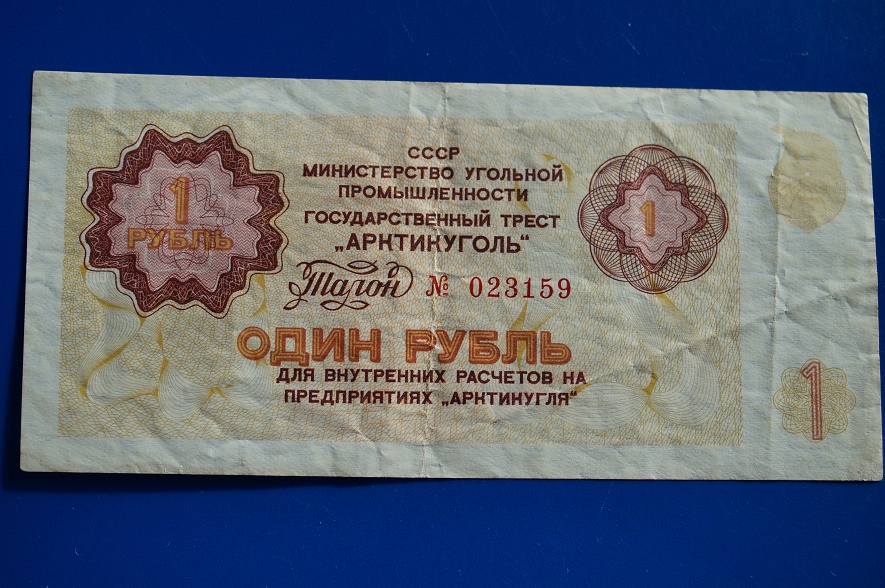 СССР
МИНИСТЕРСТВО УГОЛЬНОЙ
ПРОМЫШЛЕННОСТИ
ГОСУДАРСТВЕННЫЙ ТРЕСТ
„АРКТИКУГОЛЬ“
1
РУБЛЬ
1
Талон № 023159
ОДИН РУБЛЬ
ДЛЯ ВНУТРЕННИХ РАСЧЕТОВ НА
ПРЕДПРИЯТИЯХ „АРКТИКУГЛЯ“
1